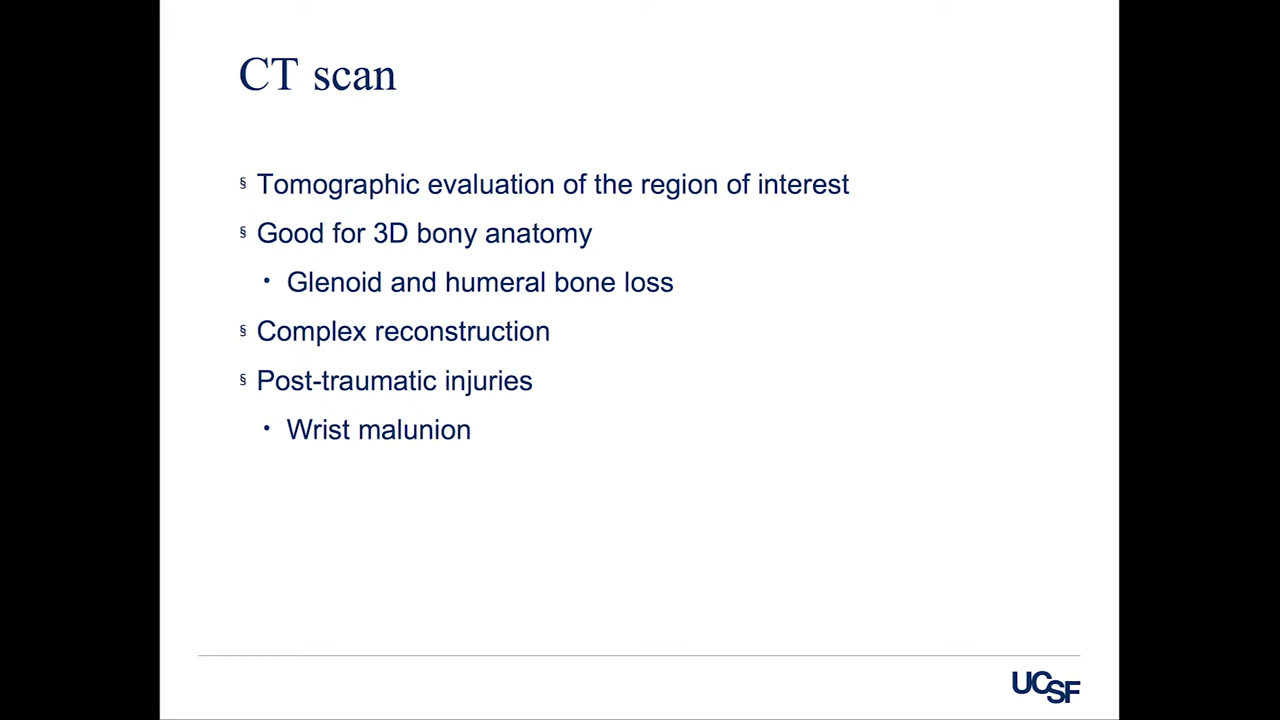 CT scan
§ Tomographic evaluation of the region of interest
§ Good for 3D bony anatomy
• Glenoid and humeral bone loss
§ Complex reconstruction
§ Post-traumatic injuries
• Wrist malunion
UCSF